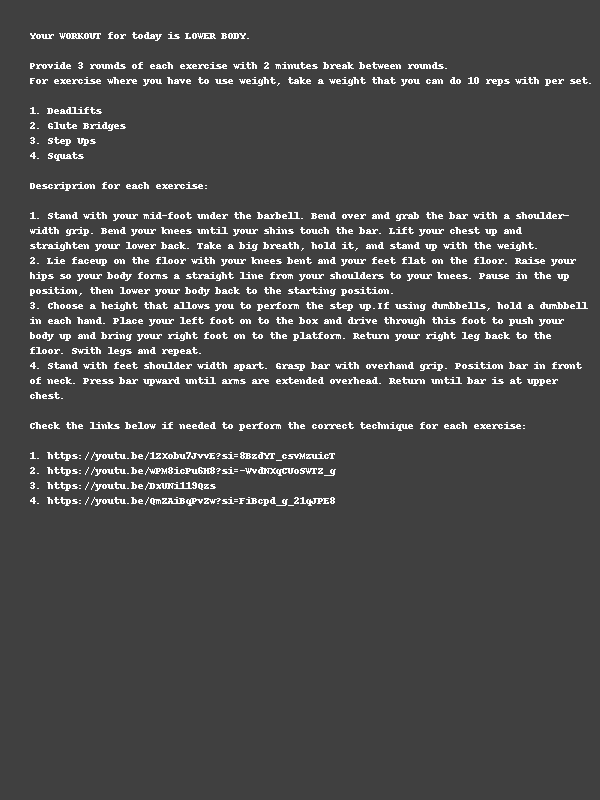 Your WORKOUT for today is LOWER BODY.
Provide 3 rounds of each exercise with 2 minutes break between rounds.
For exercise where you have to use weight, take a weight that you can do 10 reps with per set.
1. Deadlifts
2. Glute Bridges
3. Step Ups
4. Squats
Descriprion for each exercise:
1. Stand with your mid-foot under the barbell. Bend over and grab the bar with a shoulder-
width grip. Bend your knees until your shins touch the bar. Lift your chest up and
straighten your lower back. Take a big breath, hold it, and stand up with the weight.
2. Lie faceup on the floor with your knees bent and your feet flat on the floor. Raise your
hips so your body forms a straight line from your shoulders to your knees. Pause in the up
position, then lower your body back to the starting position.
3. Choose a height that allows you to perform the step up.If using dumbbells, hold a dumbbell
in each hand. Place your left foot on to the box and drive through this foot to push your
body up and bring your right foot on to the platform. Return your right leg back to the
floor. Swith legs and repeat.
4. Stand with feet shoulder width apart. Grasp bar with overhand grip. Position bar in front
of neck. Press bar upward until arms are extended overhead. Return until bar is at upper
chest.
Check the links below if needed to perform the correct technique for each exercise:
1. https://youtu.be/1ZXobu7JvvE?si=8BzdYT_csvMzuicT
2. https://youtu.be/wPM8icPu6H8?si=-WvdNXqCUoSWTZ_g
3. https://youtu.be/DxUNi119Qzs
4. https://youtu.be/QmZAiBqPvZw?si=FiBcpd_g_21qJPE8